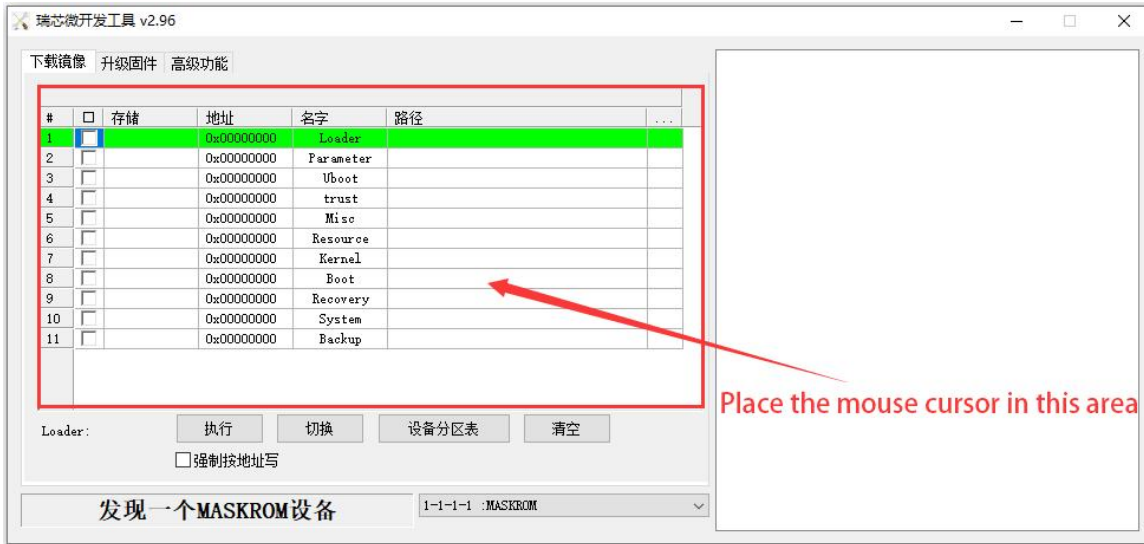 瑞芯微开发工具 v2.96
下载镜像 升级固件 高级功能
# 存储 地址 名字 路径 ...
1 0x00000000 Loader
2 0x00000000 Parameter
3 0x00000000 Uboot
4 0x00000000 trust
5 0x00000000 Misc
6 0x00000000 Resource
7 0x00000000 Kernel
8 0x00000000 Boot
9 0x00000000 Recovery
10 0x00000000 System
11 0x00000000 Backup
Place the mouse cursor in this area
Loader: 执行 切换 设备分区表 清空
强制按地址写
发现一个MASKROM设备 1-1-1-1 :MASKROM